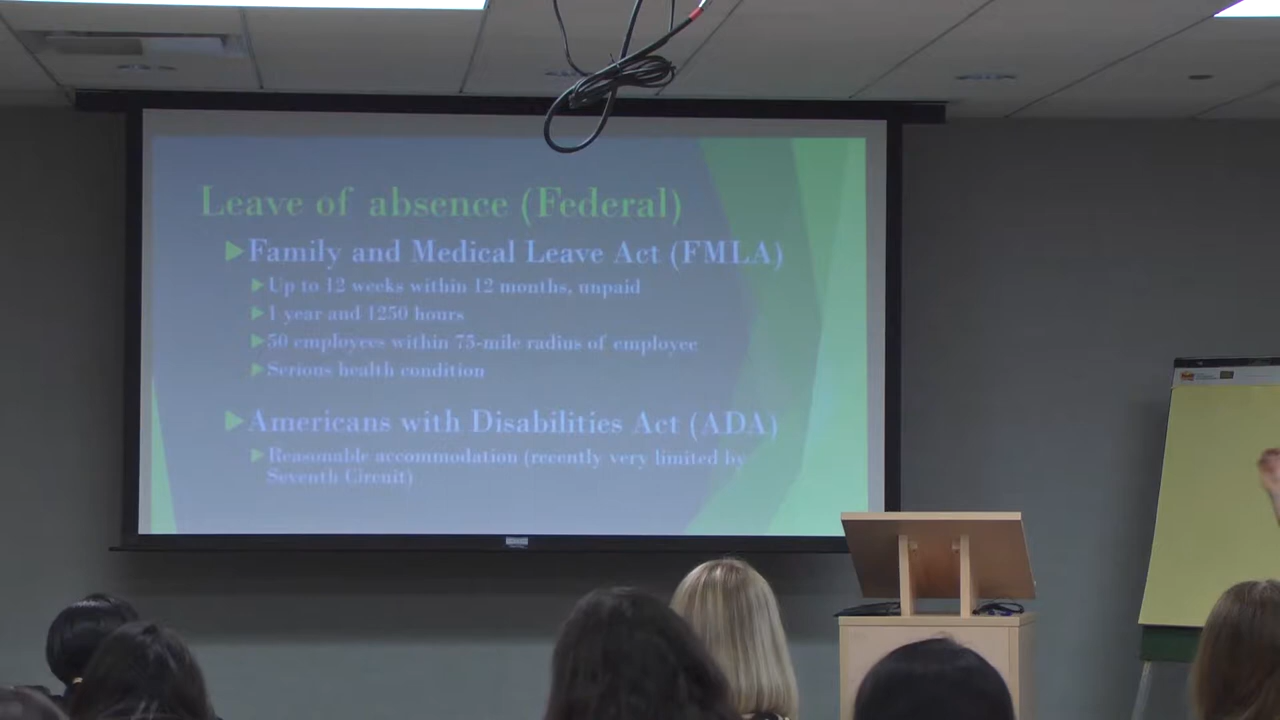 Leave of absence (Federal)
Family and Medical Leave Act (FMLA)
Up to 12 weeks within 12 months, unpaid
1 year and 1250 hours
50 employees within 75-mile radius of employee
Serious health condition
Americans with Disabilities Act (ADA)
Reasonable accommodation (recently very limited by
Seventh Circuit)